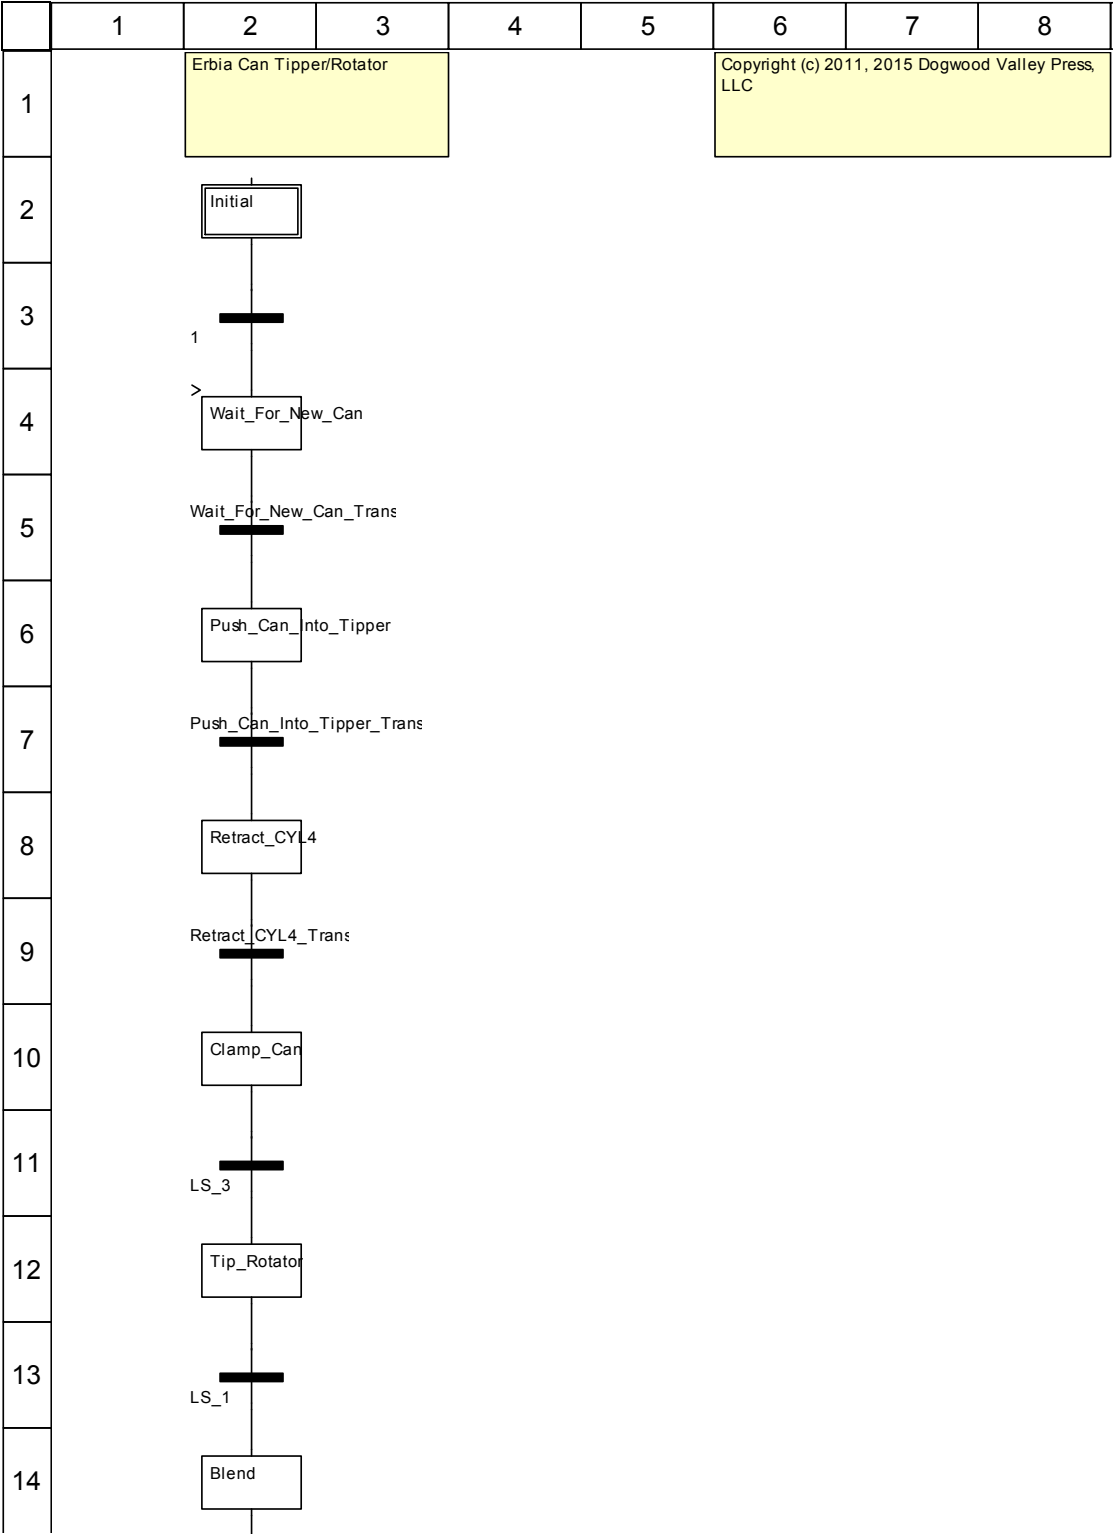 1 2 3 4 5 6 7 8
1
Erbia Can Tipper/Rotator
Copyright (c) 2011, 2015 Dogwood Valley Press,
LLC
2
Initial
3
1
>
4
Wait_For_New_Can
Wait_For_New_Can_Trans
5
6
Push_Can_Into_Tipper
Push_Can_Into_Tipper_Trans
7
8
Retract_CYL4
Retract_CYL4_Trans
9
10
Clamp_Can
11
LS_3
12
Tip_Rotator
13
LS_1
14
Blend